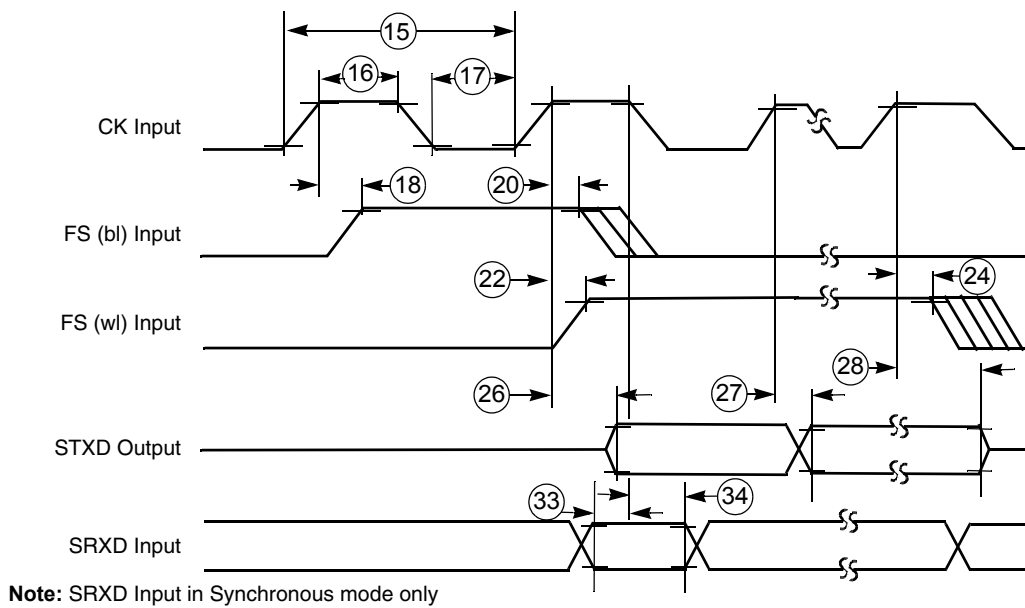 15
16
17
CK Input
18
20
FS (bl) Input
22
24
FS (wl) Input
28
26
27
STXD Output
33
34
SRXD Input
Note: SRXD Input in Synchronous mode only